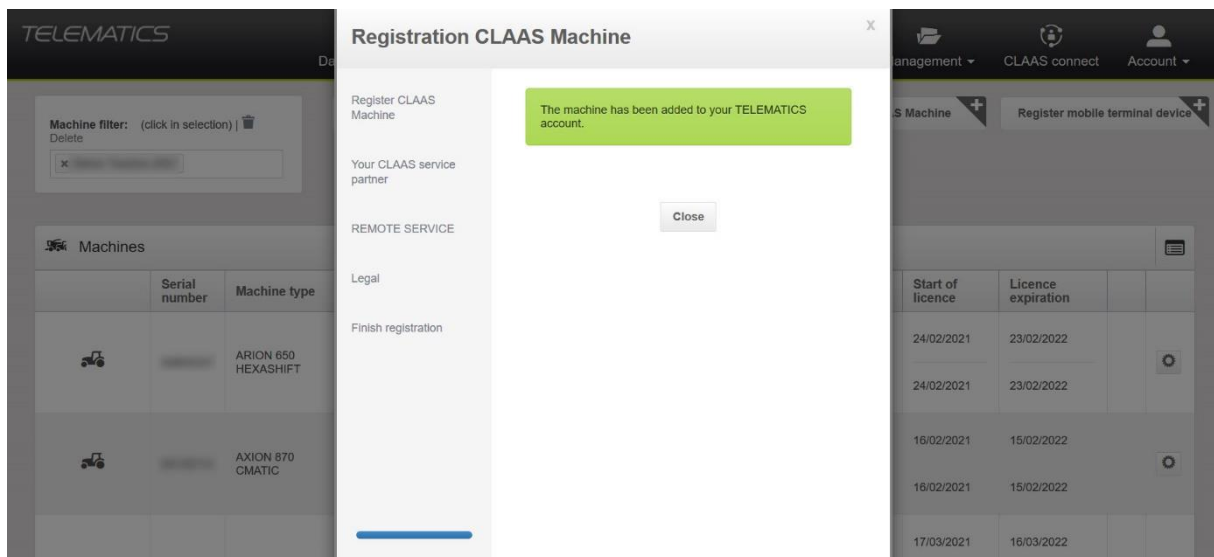 TELEMATICS
Da
anagement
CLAAS connect
Account
Registration CLAAS Machine
X
Machine filter: (click in selection) |
Delete
x
Register CLAAS
Machine
Your CLAAS service
partner
REMOTE SERVICE
Legal
Finish registration
The machine has been added to your TELEMATICS
account.
Close
S Machine
Register mobile terminal device
Machines
Serial
number
Machine type
Start of
licence
Licence
expiration
ARION 650
HEXASHIFT
24/02/2021
23/02/2022
24/02/2021
23/02/2022
AXION 870
CMATIC
16/02/2021
15/02/2022
16/02/2021
15/02/2022
17/03/2021
16/03/2022